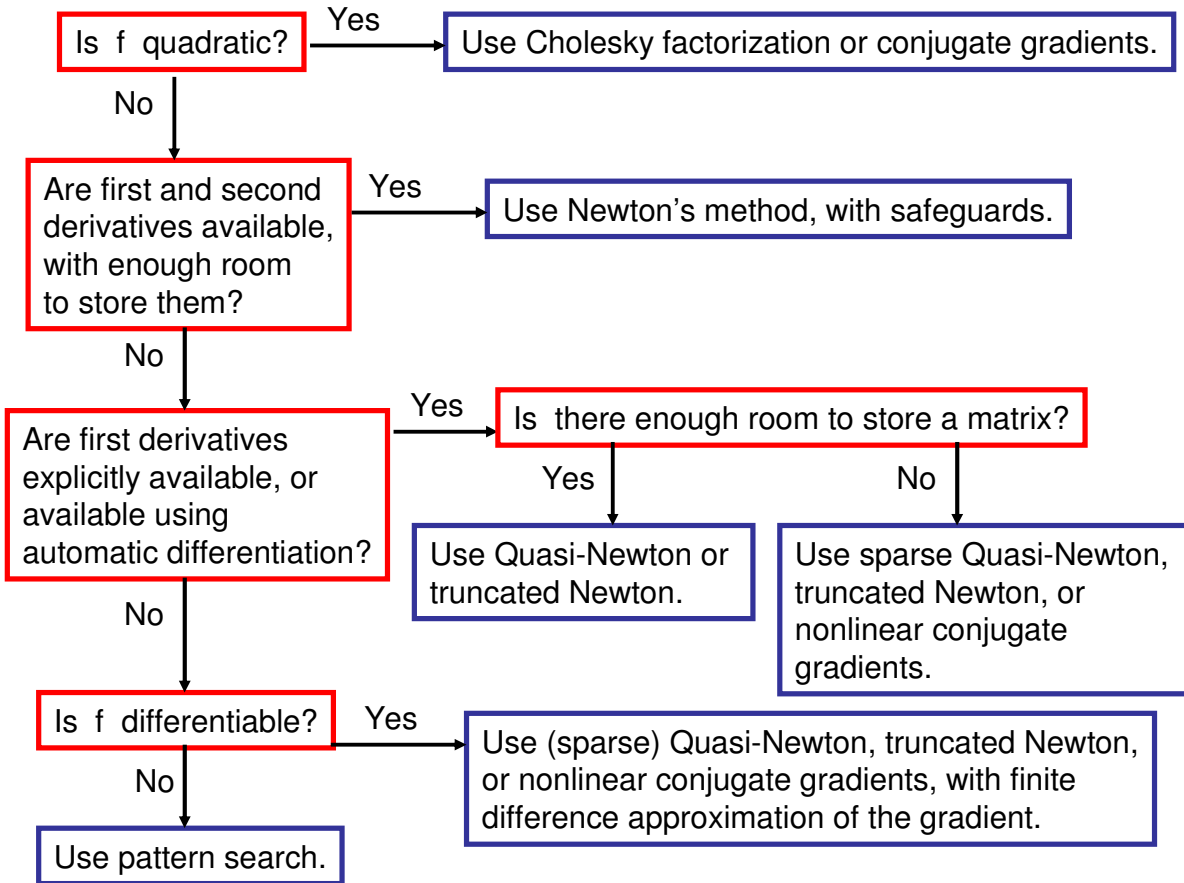 Is f quadratic?
Yes
Use Cholesky factorization or conjugate gradients.
No
Are first and second
derivatives available,
with enough room
to store them?
Yes
Use Newton's method, with safeguards.
No
Are first derivatives
explicitly available, or
available using
automatic differentiation?
Yes
Is there enough room to store a matrix?
Yes
No
Use Quasi-Newton or
truncated Newton.
Use sparse Quasi-Newton,
truncated Newton, or
nonlinear conjugate
gradients.
No
Is f differentiable?
Yes
Use (sparse) Quasi-Newton, truncated Newton,
or nonlinear conjugate gradients, with finite
difference approximation of the gradient.
No
Use pattern search.